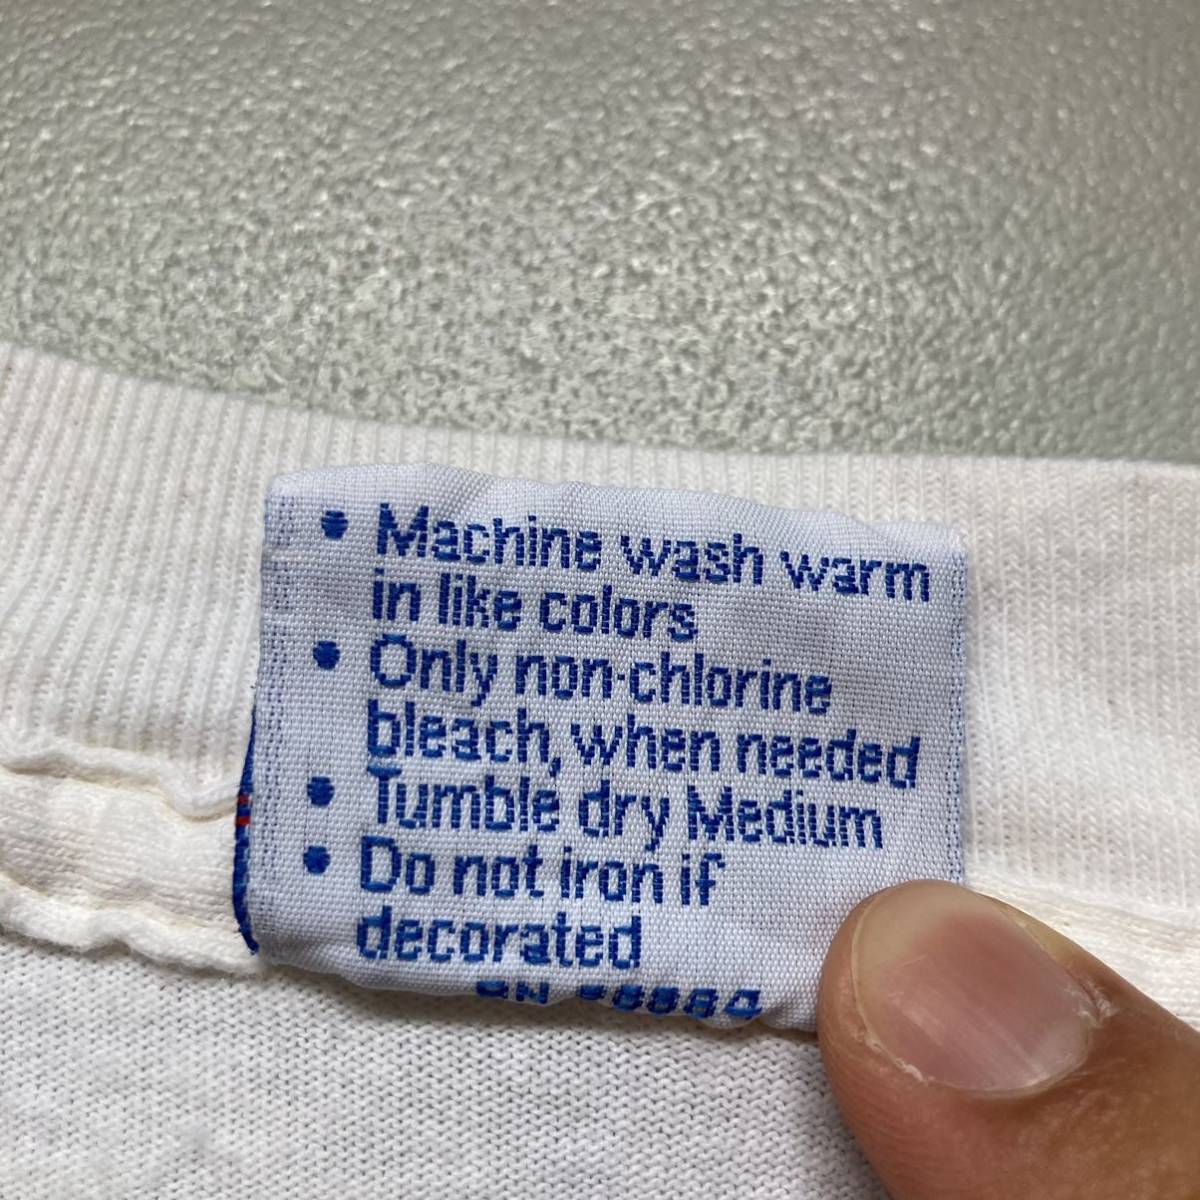 • Machine wash warm
in like colors
• Only non-chlorine
bleach, when needed
• Tumble dry Medium
• Do not iron if
decorated